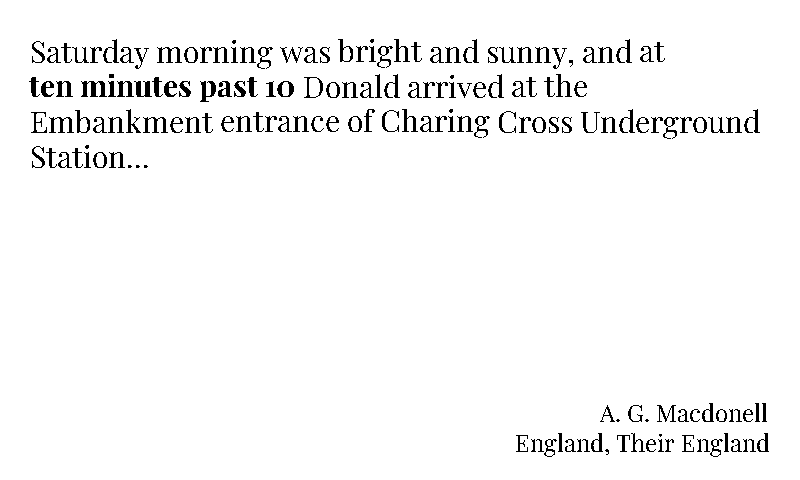 Saturday morning was bright and sunny, and at
ten minutes past 10 Donald arrived at the
Embankment entrance of Charing Cross Underground
Station...
A. G. Macdonell
England, Their England